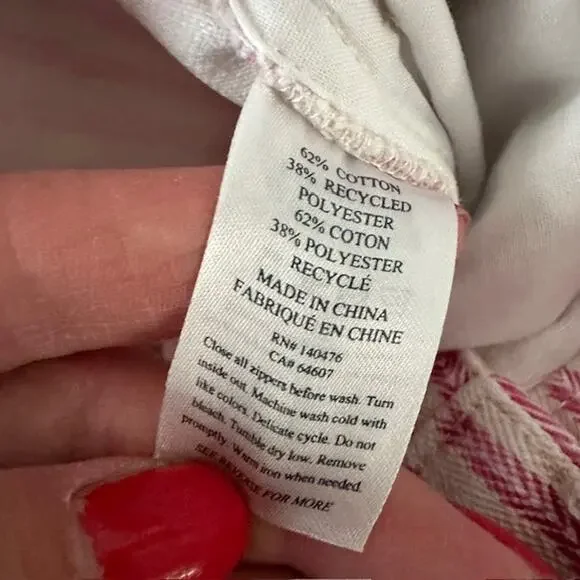 62% COTTON
38% RECYCLED
POLYESTER
62% COTON
38% POLYESTER
RECYCLÉ
MADE IN CHINA
FABRIQUÉ EN CHINE
RN# 140476
CA# 64607
Close all zippers before wash. Turn
inside out. Machine wash cold with
like colors. Delicate cycle. Do not
bleach. Tumble dry low. Remove
promptly. Warm iron when needed.
SEE REVERSE FOR MORE